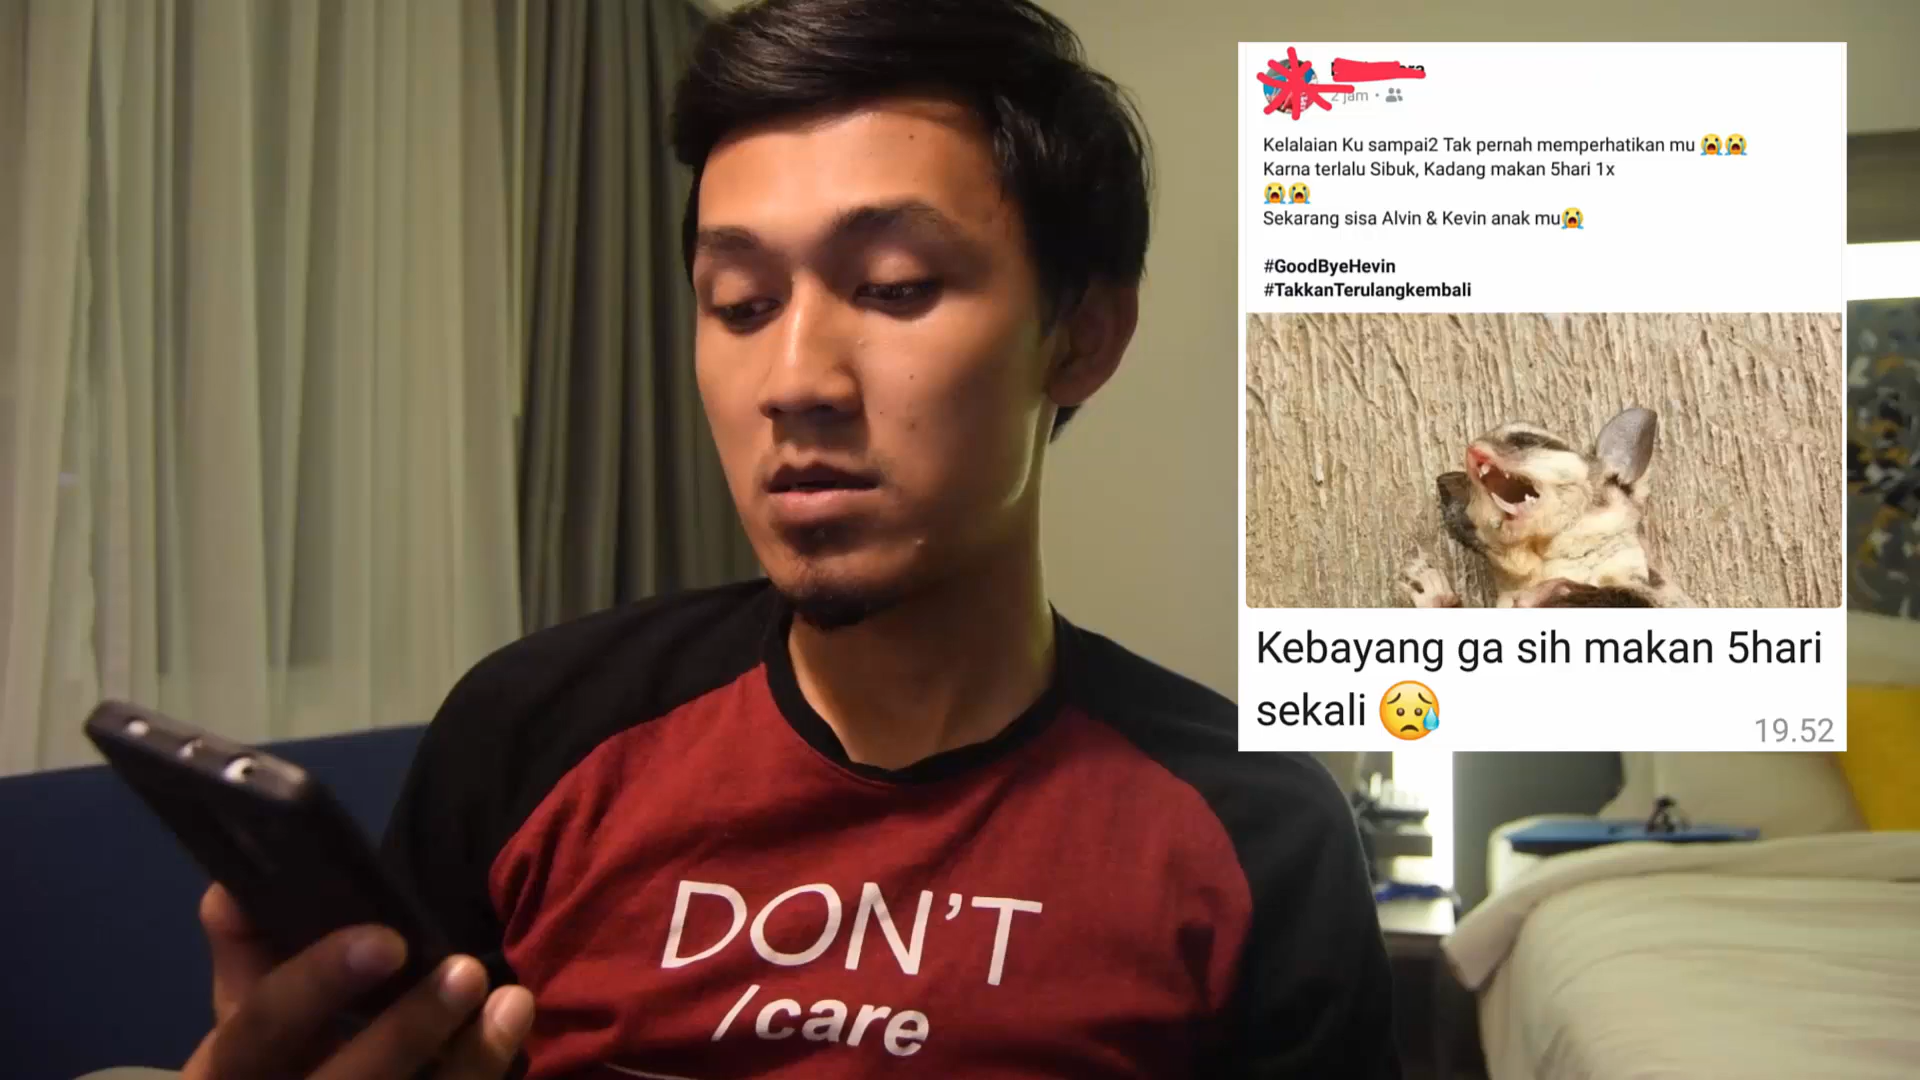 2 jam
Kelalaian Ku sampai2 Tak pernah memperhatikan mu 😭😭
Karna terlalu Sibuk, Kadang makan 5hari 1x
😭😭
Sekarang sisa Alvin & Kevin anak mu😭
#GoodByeHevin
#TakkanTerulangkembali
Kebayang ga sih makan 5hari
sekali 😥
19.52
DON'T
/care